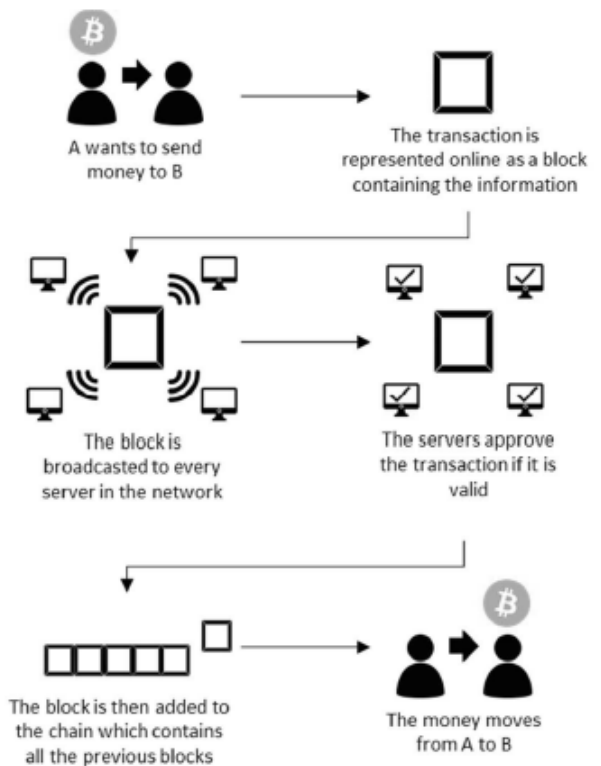 A wants to send
money to B
The transaction is
represented online as a block
containing the information
The block is
broadcasted to every
server in the network
The servers approve
the transaction if it is
valid
The block is then added to
the chain which contains
all the previous blocks
The money moves
from A to B